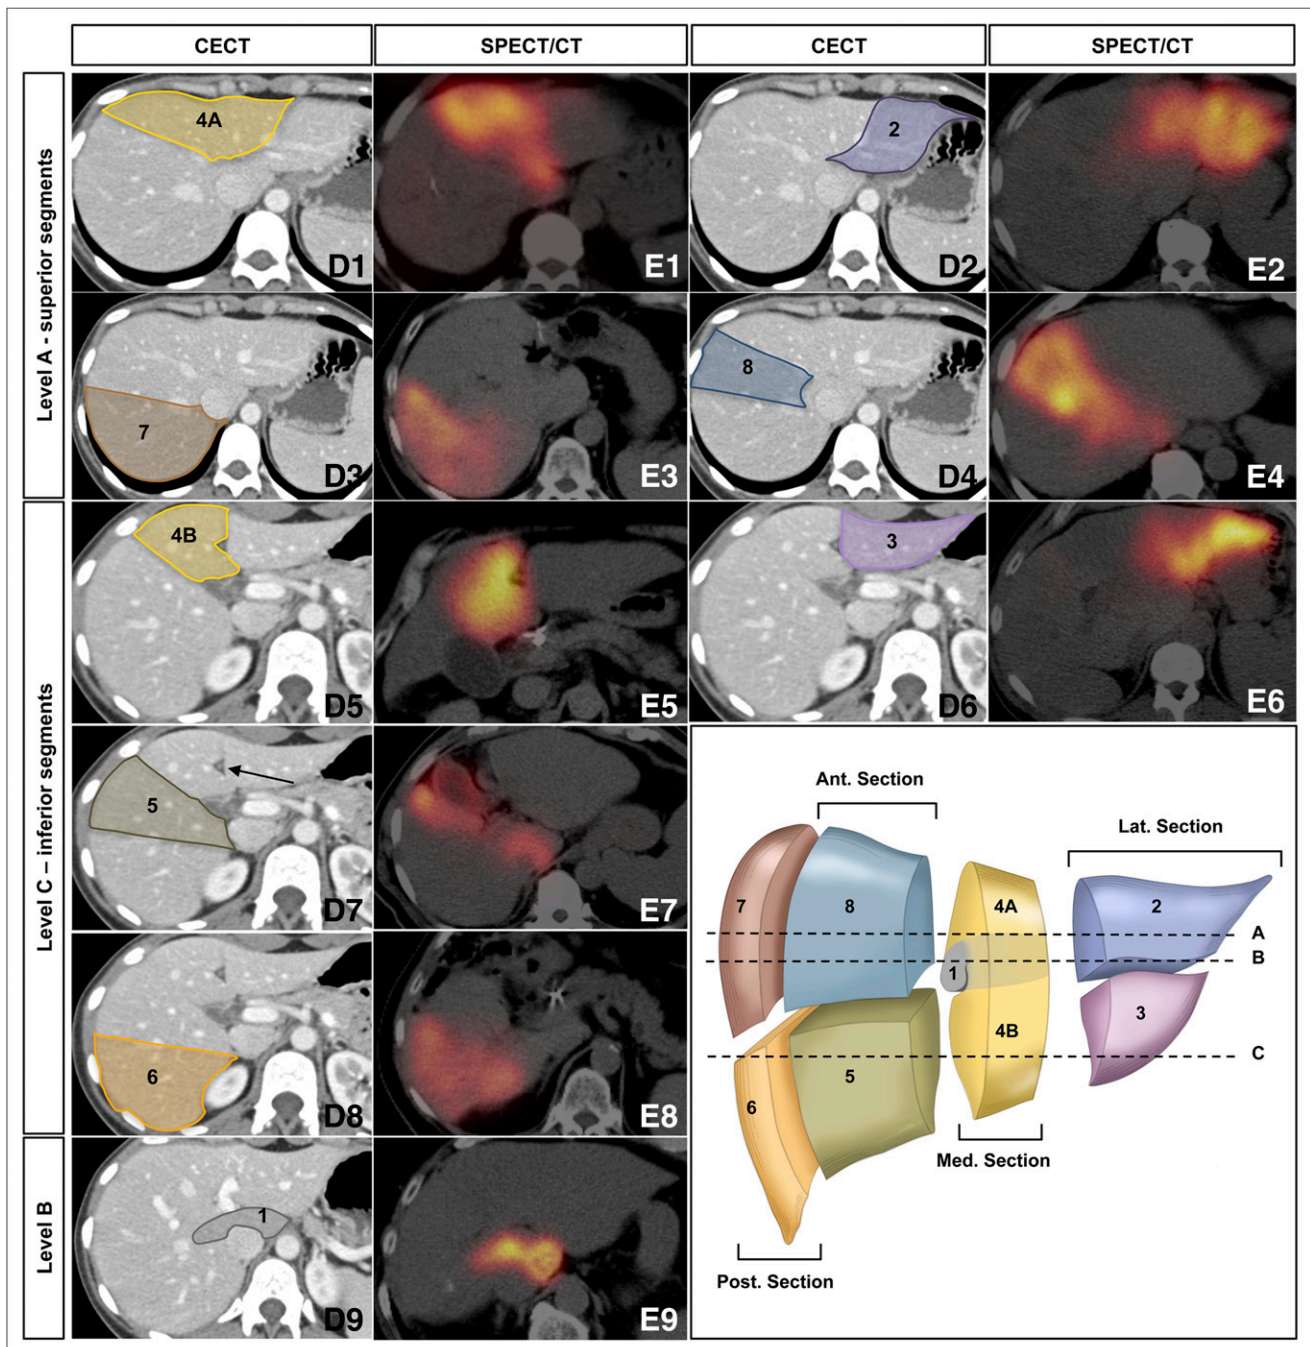 CECT
SPECT/CT
CECT
SPECT/CT
Level A - superior segments
4A
D1
E1
2
D2
E2
7
D3
E3
8
D4
E4
Level C – inferior segments
4B
D5
E5
3
D6
E6
5
D7
E7
6
D8
E8
Level B
1
D9
E9
Ant. Section
Lat. Section
7
8
4A
2
A
B
1
3
4B
C
5
6
Med. Section
Post. Section